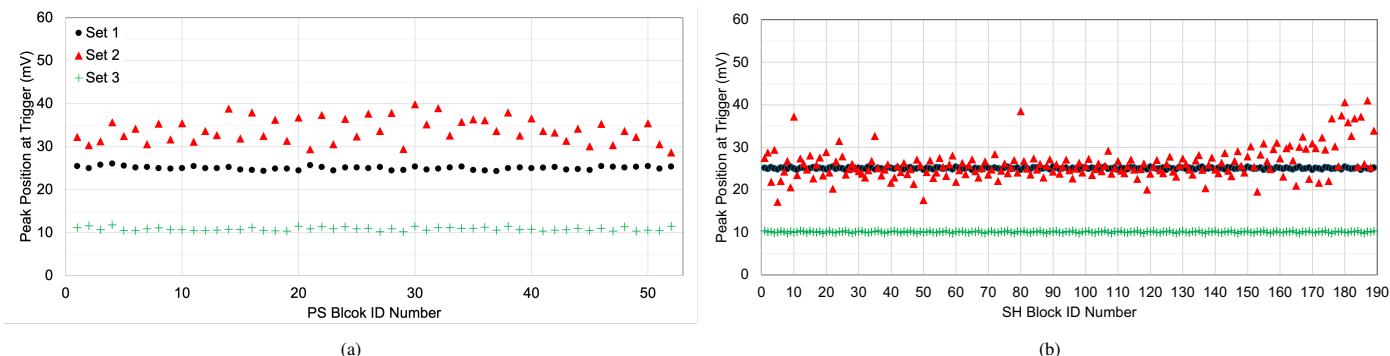 Peak Position at Trigger (mV)
60
50
40
30
20
10
0
Set 1
Set 2
Set 3
0 10 20 30 40 50
PS Blcok ID Number
(a)
Peak Position at Trigger (mV)
60
50
40
30
20
10
0
0 10 20 30 40 50 60 70 80 90 100 110 120 130 140 150 160 170 180 190
SH Block ID Number
(b)